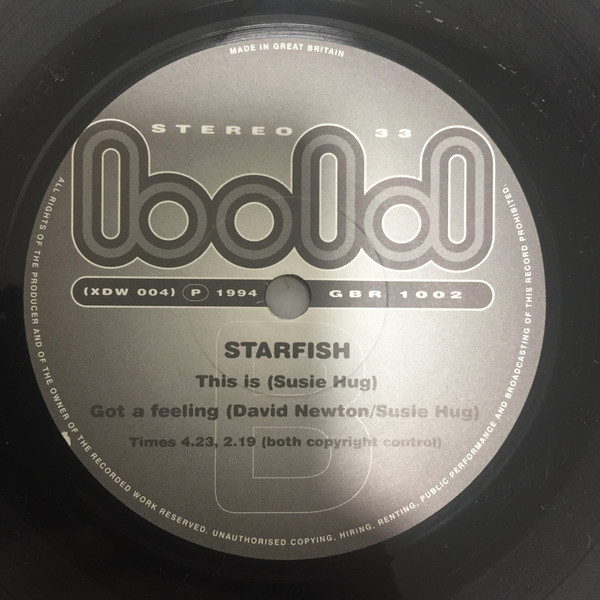 MADE IN GREAT BRITAIN
STEREO 33
bold
(XDW 004) P 1994 GBR 1002
B
STARFISH
This is (Susie Hug)
Got a feeling (David Newton/Susie Hug)
Times 4.23, 2.19 (both copyright control)
ALL RIGHTS OF THE PRODUCER AND OF THE OWNER OF THE RECORDED WORK RESERVED. UNAUTHORISED COPYING, HIRING, RENTING, PUBLIC PERFORMANCE AND BROADCASTING OF THIS RECORD PROHIBITED.